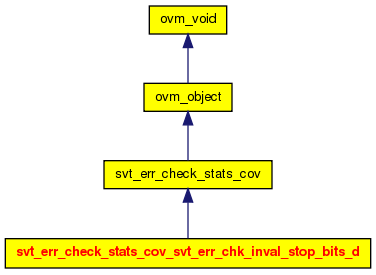 ovm_void
ovm_object
svt_err_check_stats_cov
svt_err_check_stats_cov_svt_err_chk_inval_stop_bits_d